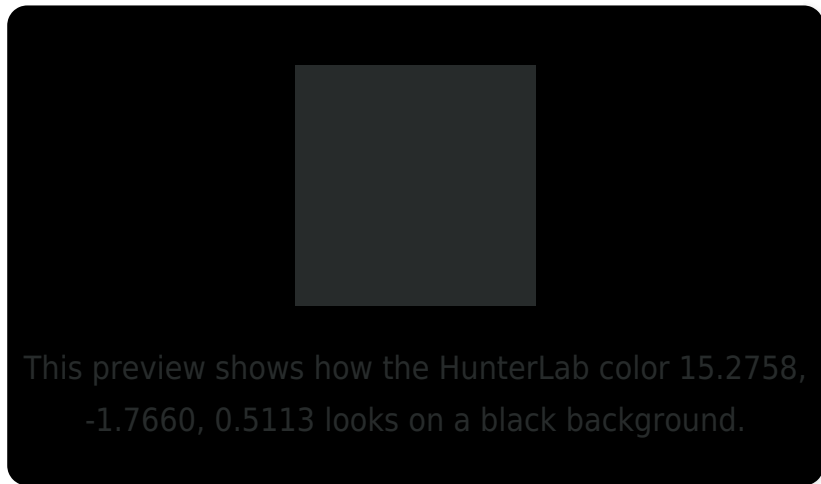 This preview shows how the HunterLab color 15.2758,
-1.7660, 0.5113 looks on a black background.